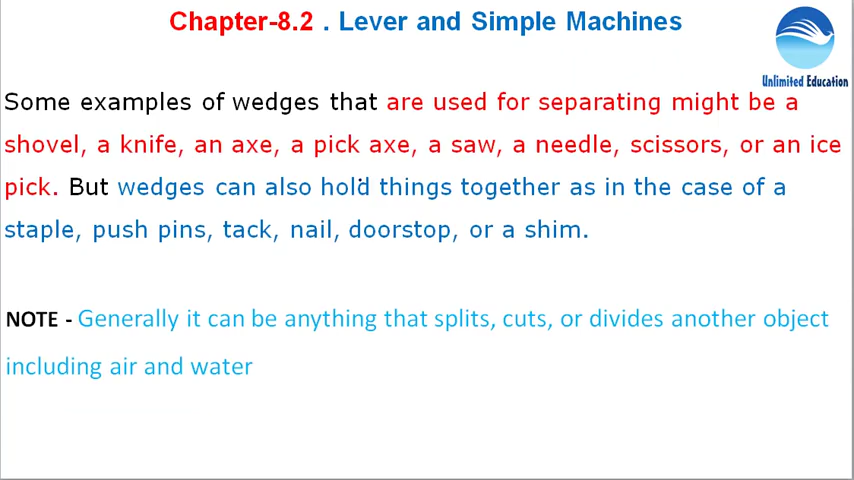 Chapter-8.2 . Lever and Simple Machines
Unlimited Education
Some examples of wedges that are used for separating might be a
shovel, a knife, an axe, a pick axe, a saw, a needle, scissors, or an ice
pick. But wedges can also hold things together as in the case of a
staple, push pins, tack, nail, doorstop, or a shim.
NOTE - Generally it can be anything that splits, cuts, or divides another object
including air and water